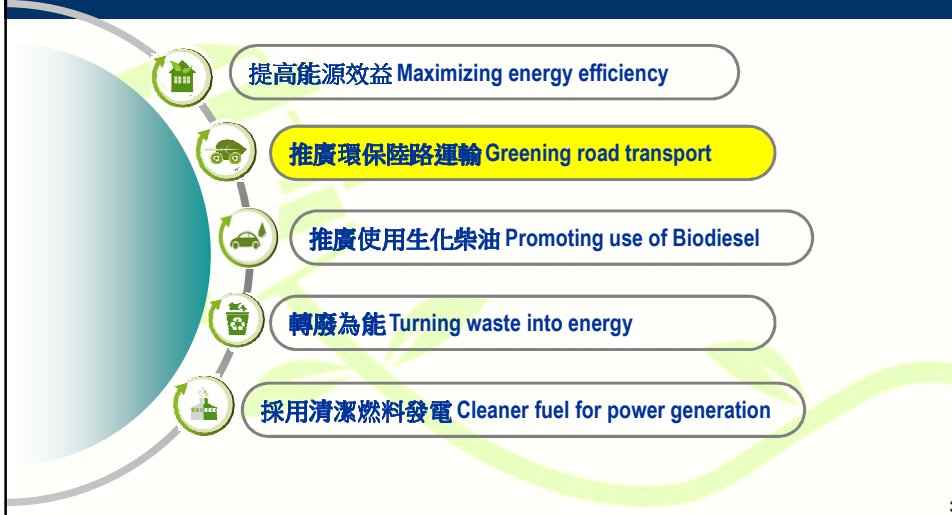 提高能源效益 Maximizing energy efficiency
推廣環保陸路運輸 Greening road transport
推廣使用生化柴油 Promoting use of Biodiesel
轉廢為能 Turning waste into energy
採用清潔燃料發電 Cleaner fuel for power generation